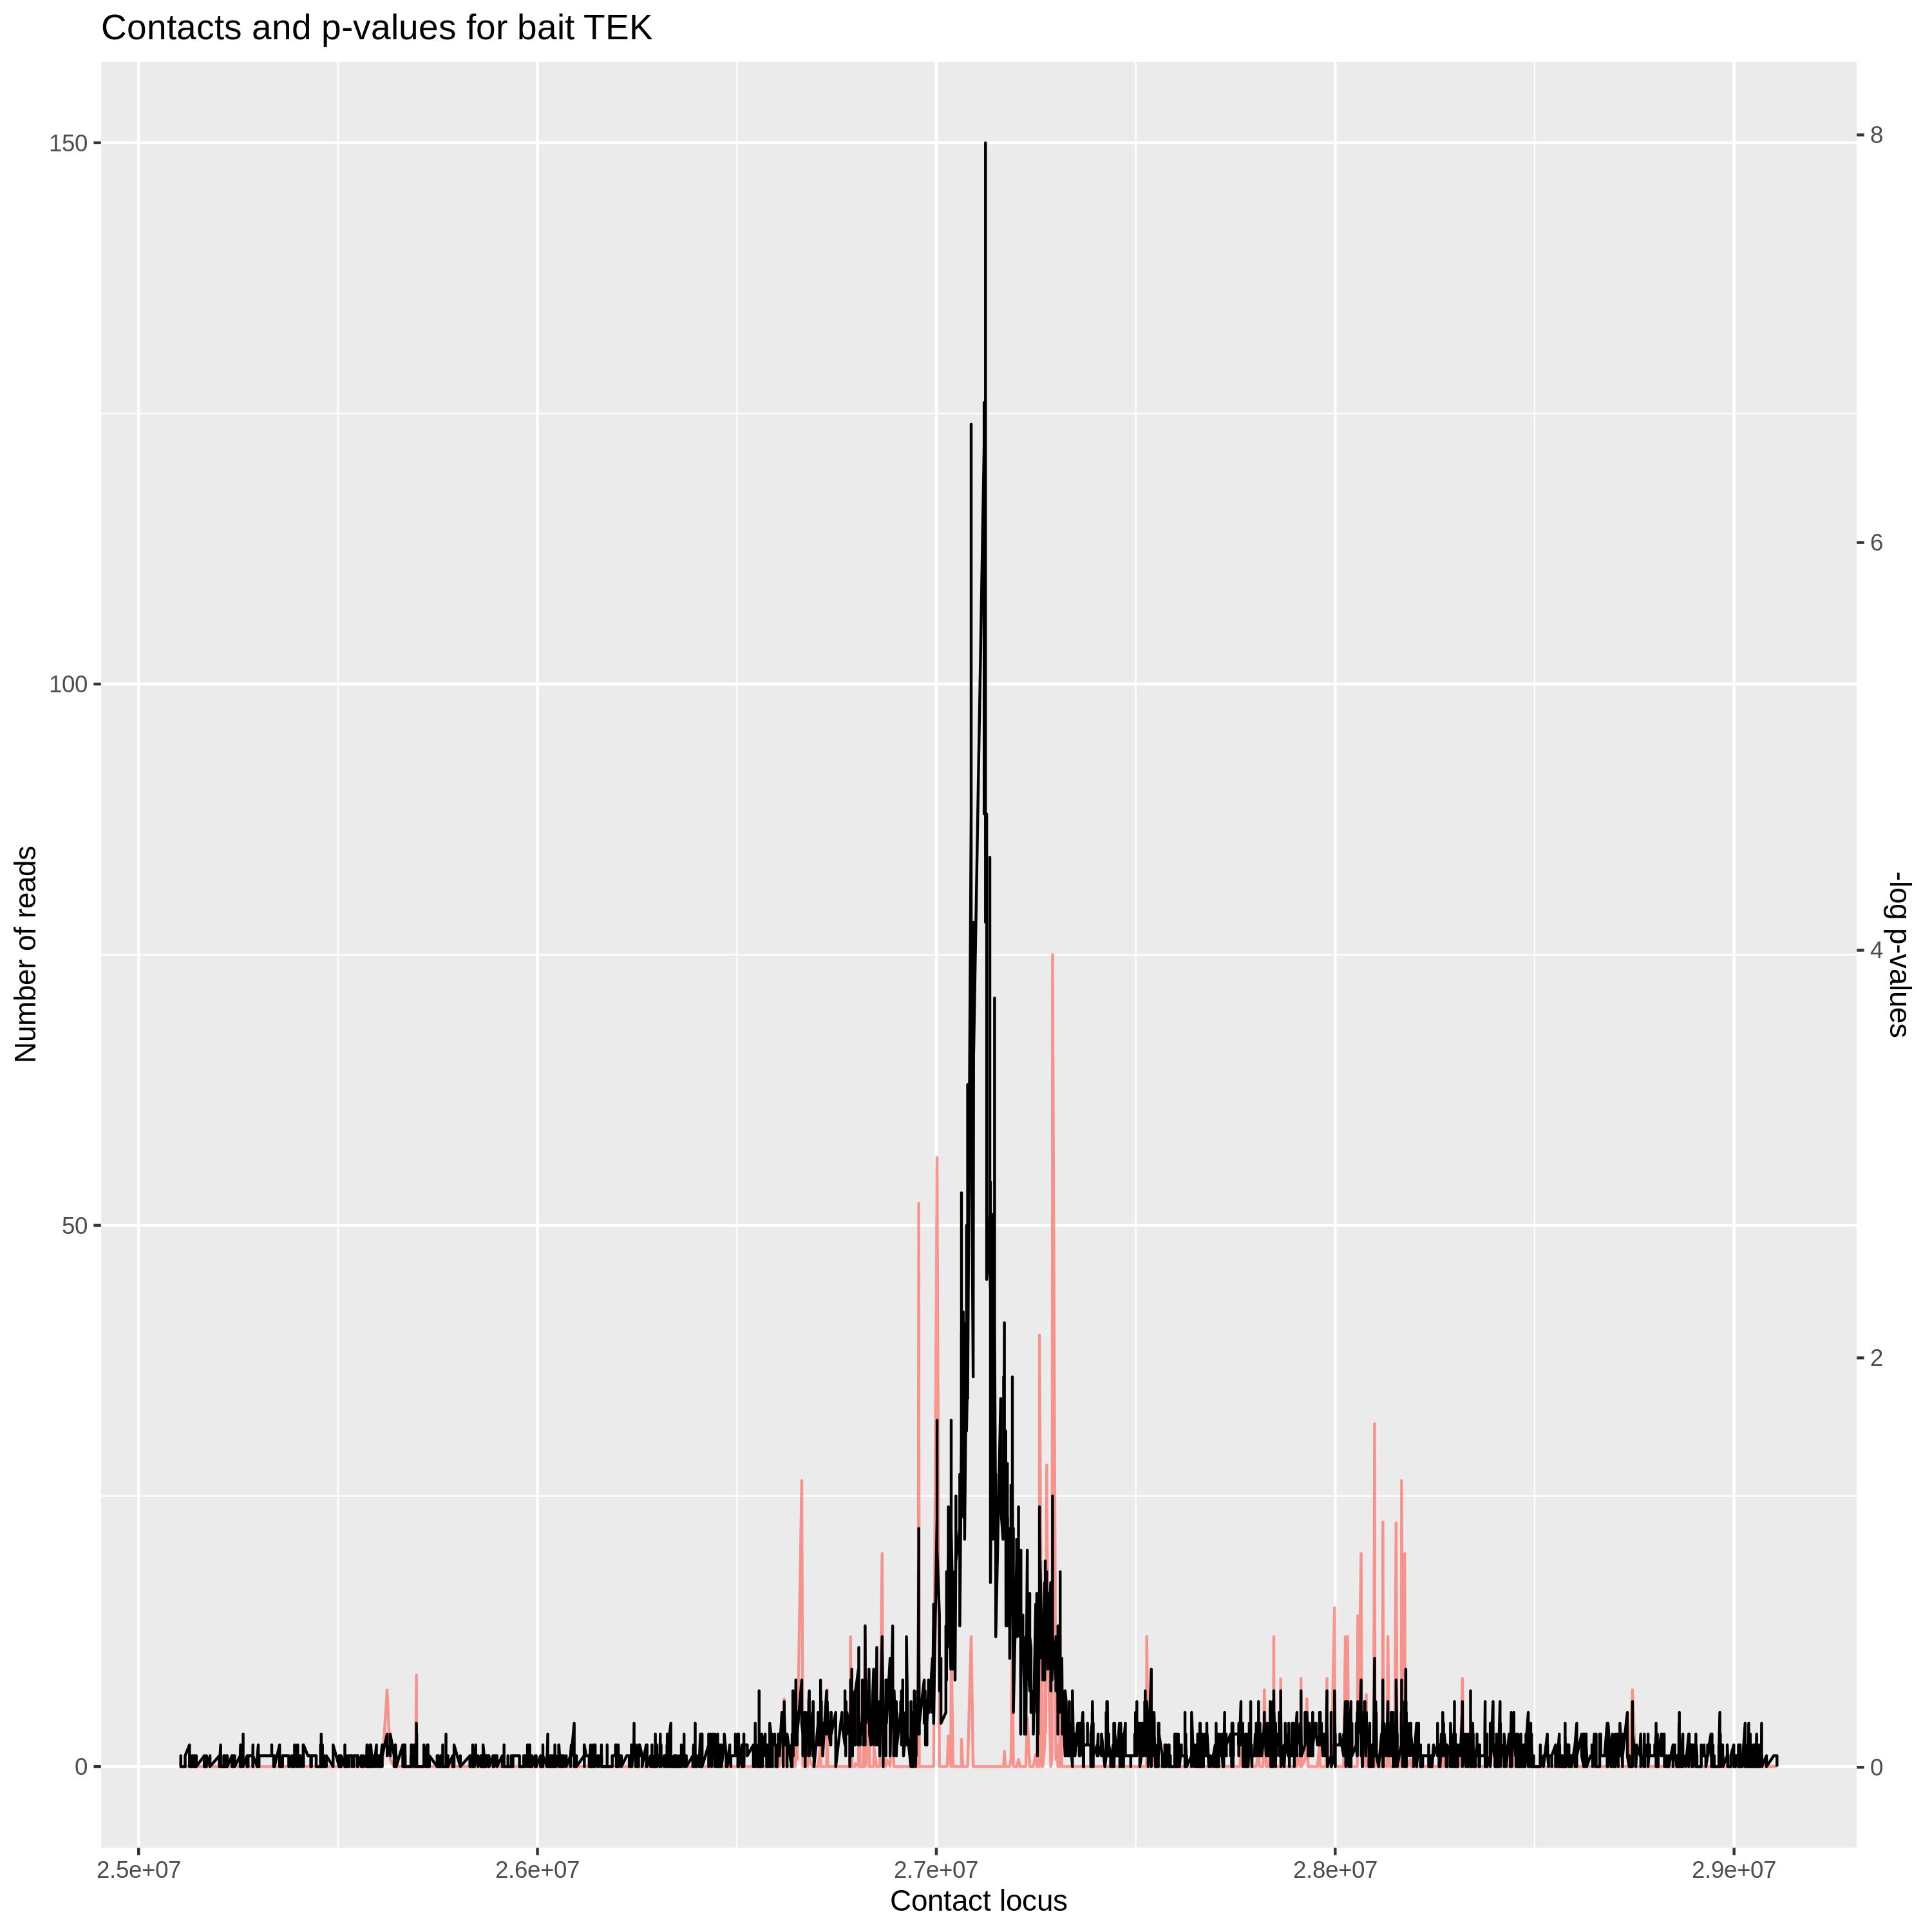 Contacts and p-values for bait TEK
150
100
50
0
Number of reads
8
6
4
2
0
-log p-values
2.5e+07 2.6e+07 2.7e+07 2.8e+07 2.9e+07
Contact locus